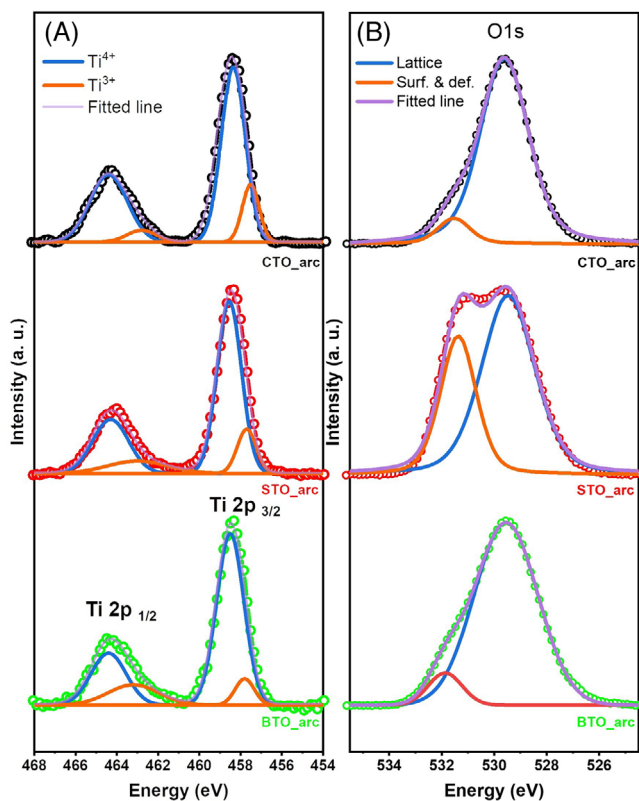 (A)
Ti4+
Ti3+
Fitted line
CTO_arc
STO_arc
Ti 2p 3/2
Ti 2p 1/2
BTO_arc
Intensity (a. u.)
468 466 464 462 460 458 456 454
Energy (eV)
(B)
O1s
Lattice
Surf. & def.
Fitted line
CTO_arc
STO_arc
BTO_arc
Intensity (a. u.)
534 532 530 528 526
Energy (eV)